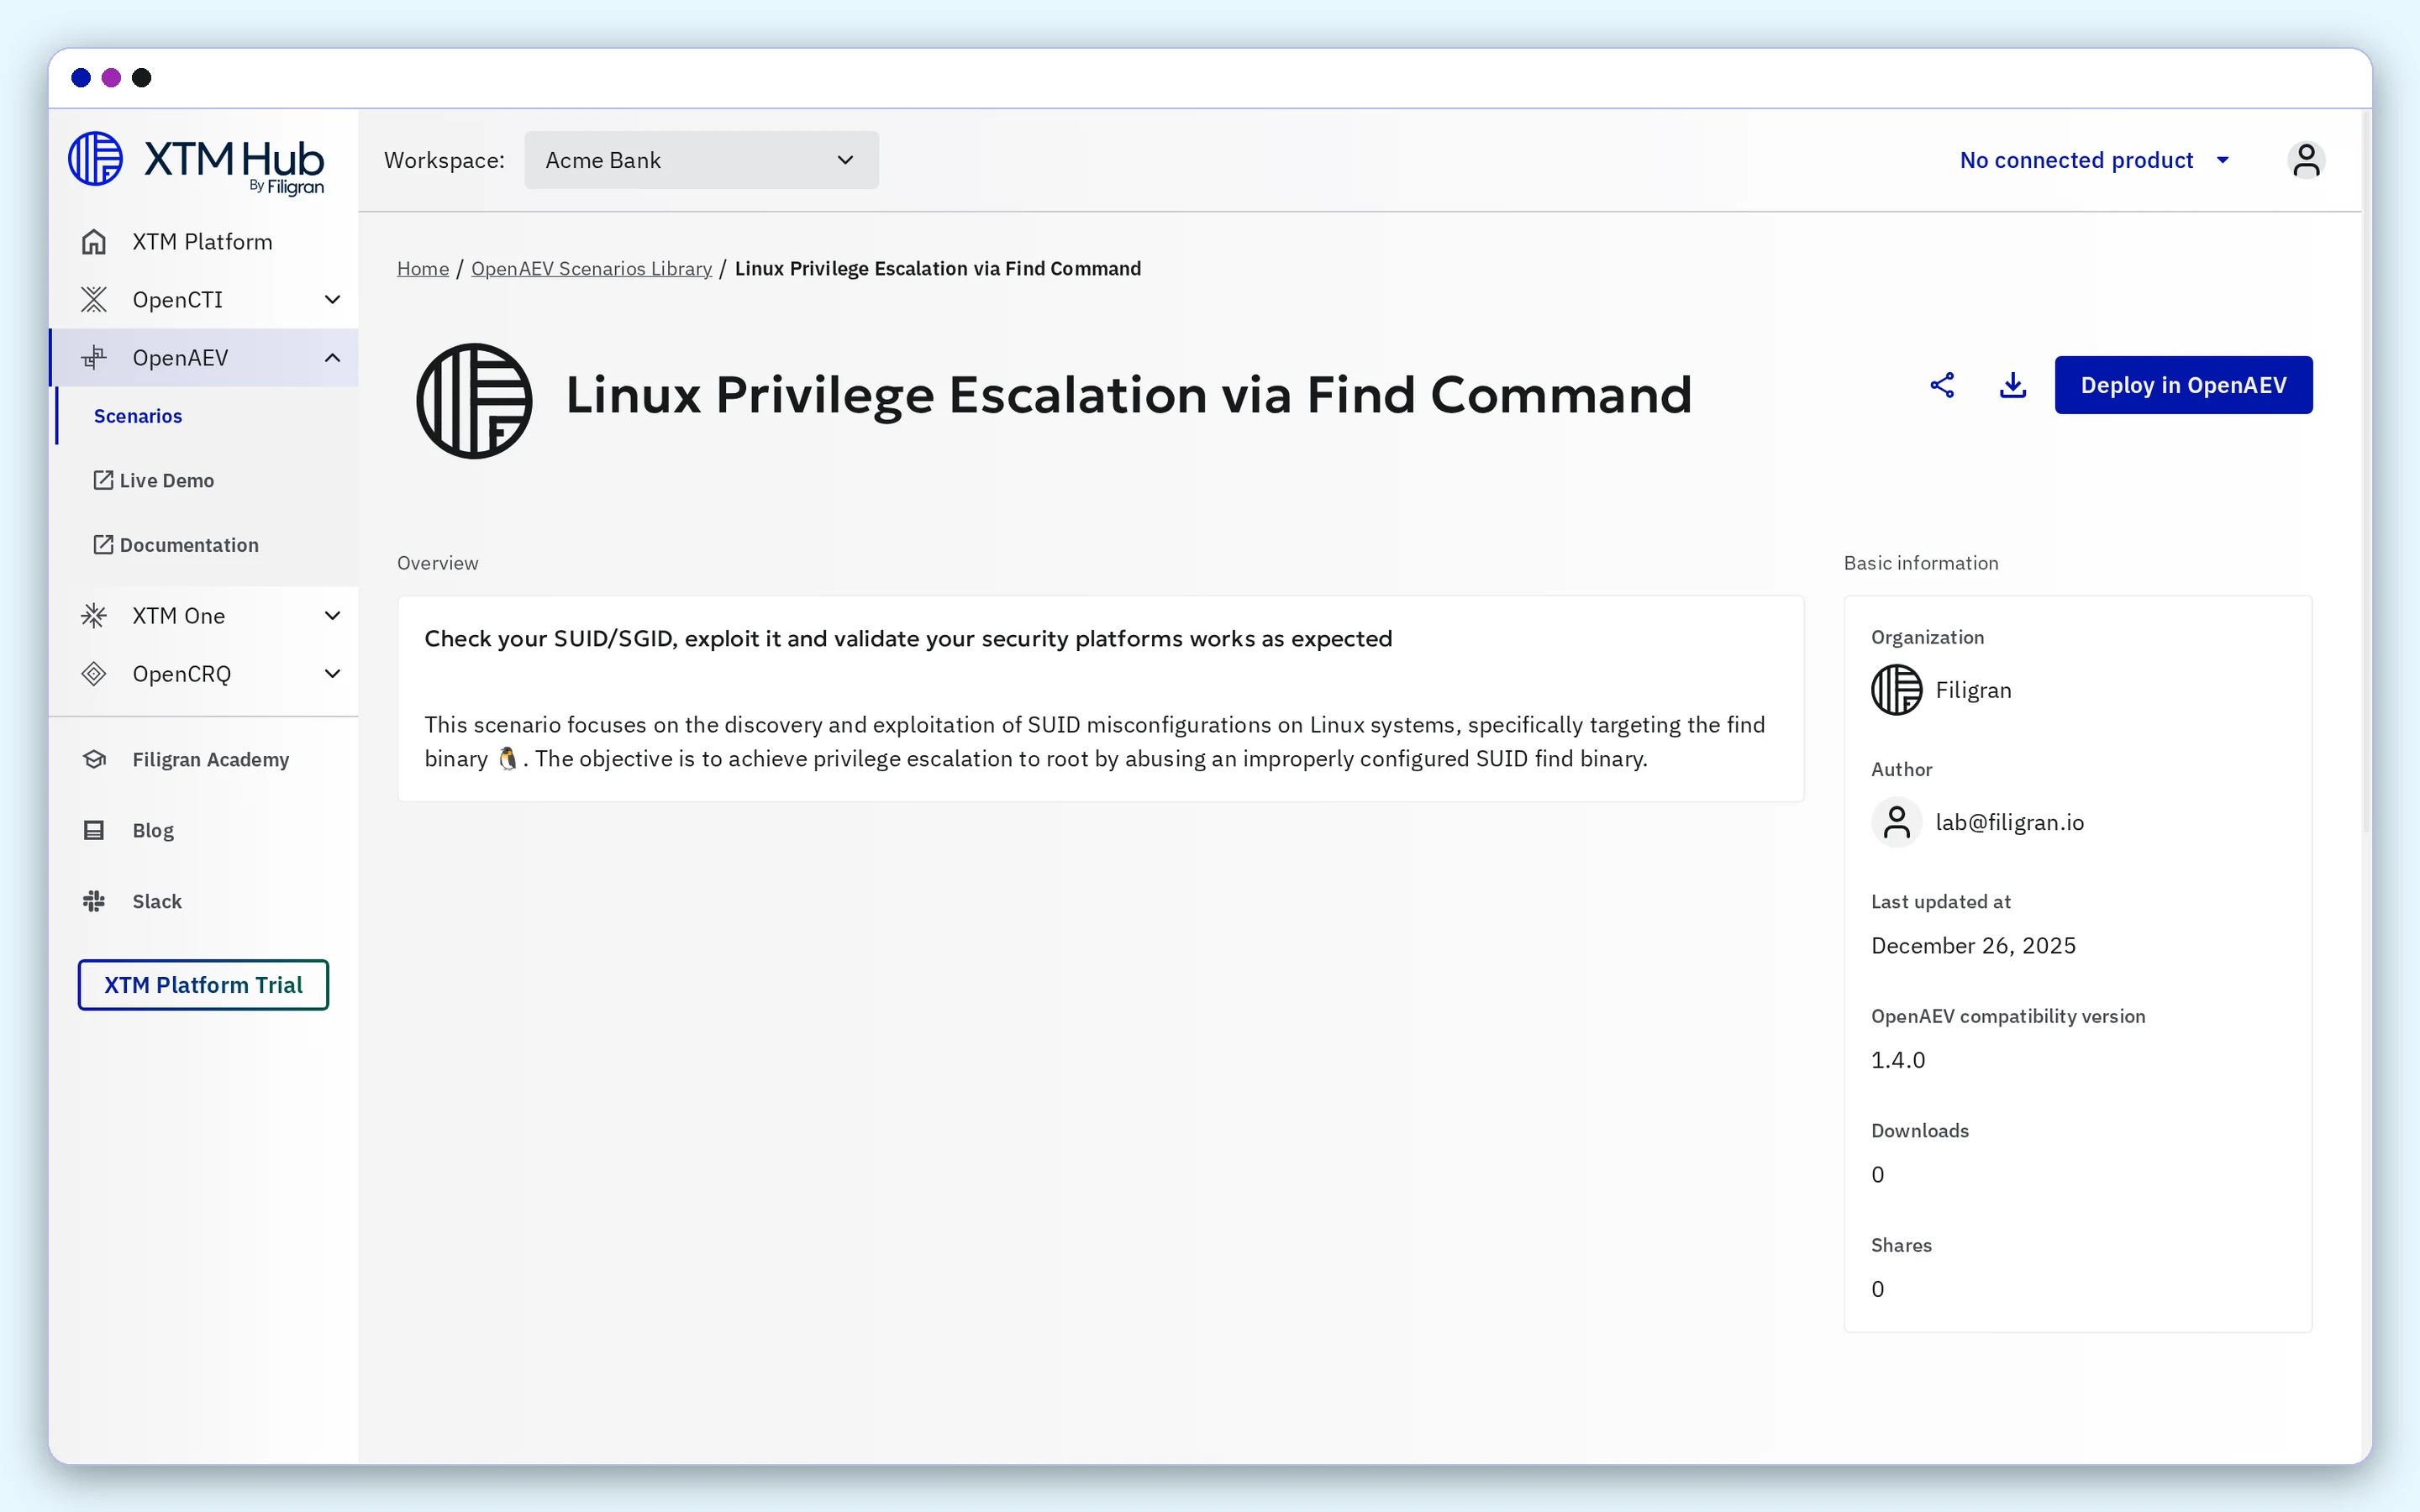 XTM Hub
By Filigran
Workspace:
Acme Bank
No connected product
XTM Platform
OpenCTI
OpenAEV
Scenarios
Live Demo
Documentation
XTM One
OpenCRQ
Filigran Academy
Blog
Slack
XTM Platform Trial
Home / OpenAEV Scenarios Library / Linux Privilege Escalation via Find Command
Linux Privilege Escalation via Find Command
Deploy in OpenAEV
Overview
Check your SUID/SGID, exploit it and validate your security platforms works as expected
This scenario focuses on the discovery and exploitation of SUID misconfigurations on Linux systems, specifically targeting the find
binary 🐧. The objective is to achieve privilege escalation to root by abusing an improperly configured SUID find binary.
Basic information
Organization
Filigran
Author
lab@filigran.io
Last updated at
December 26, 2025
OpenAEV compatibility version
1.4.0
Downloads
0
Shares
0